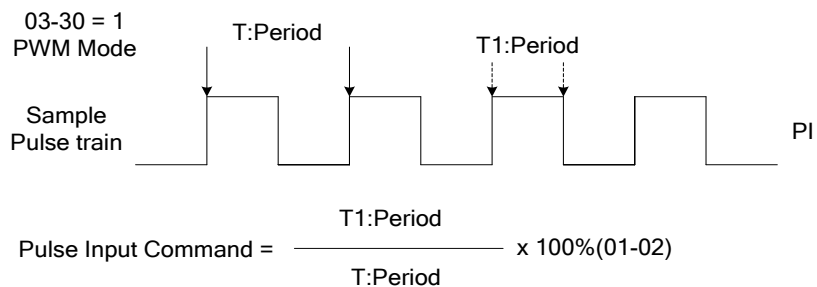 03-30 = 1
PWM Mode
T:Period
T1:Period
Sample
Pulse train
PI
T1:Period
Pulse Input Command = x 100%(01-02)
T:Period